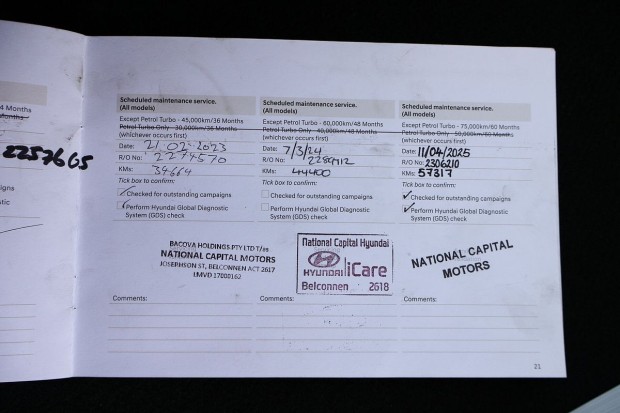 4 Months
2257605
igns
stic
Scheduled maintenance service.
(All models)
Except Petrol Turbo - 45,000km/36 Months
Petrol Turbo Only - 30,000km/36 Months
(whichever occurs first)
Date: 21.02.2023
R/O No: 2274570
KMs: 34664
Tick box to confirm:
Checked for outstanding campaigns
Perform Hyundai Global Diagnostic
System (GDS) check
BACOVA HOLDINGS PTY LTD T/as
NATIONAL CAPITAL MOTORS
JOSEPHSON ST, BELCONNEN ACT 2617
LMVD 17000162
Comments:
Scheduled maintenance service.
(All models)
Except Petrol Turbo - 60,000km/48 Months
Petrol Turbo Only - 40,000km/48 Months
(whichever occurs first)
Date: 7/3/24
R/O No:
KMs: 44400
Tick box to confirm:
Checked for outstanding campaigns
Perform Hyundai Global Diagnostic
System (GDS) check
National Capital Hyundai
HYUNDAI iCare
Belconnen 2618
Comments:
Scheduled maintenance service.
(All models)
Except Petrol Turbo - 75,000km/60 Months
Petrol Turbo Only - 50,000km/60 Months
(whichever occurs first)
Date: 11/04/2025
R/O No: 2306210
KMs: 57317
Tick box to confirm:
Checked for outstanding campaigns
Perform Hyundai Global Diagnostic
System (GDS) check
NATIONAL CAPITAL
MOTORS
Comments:
21